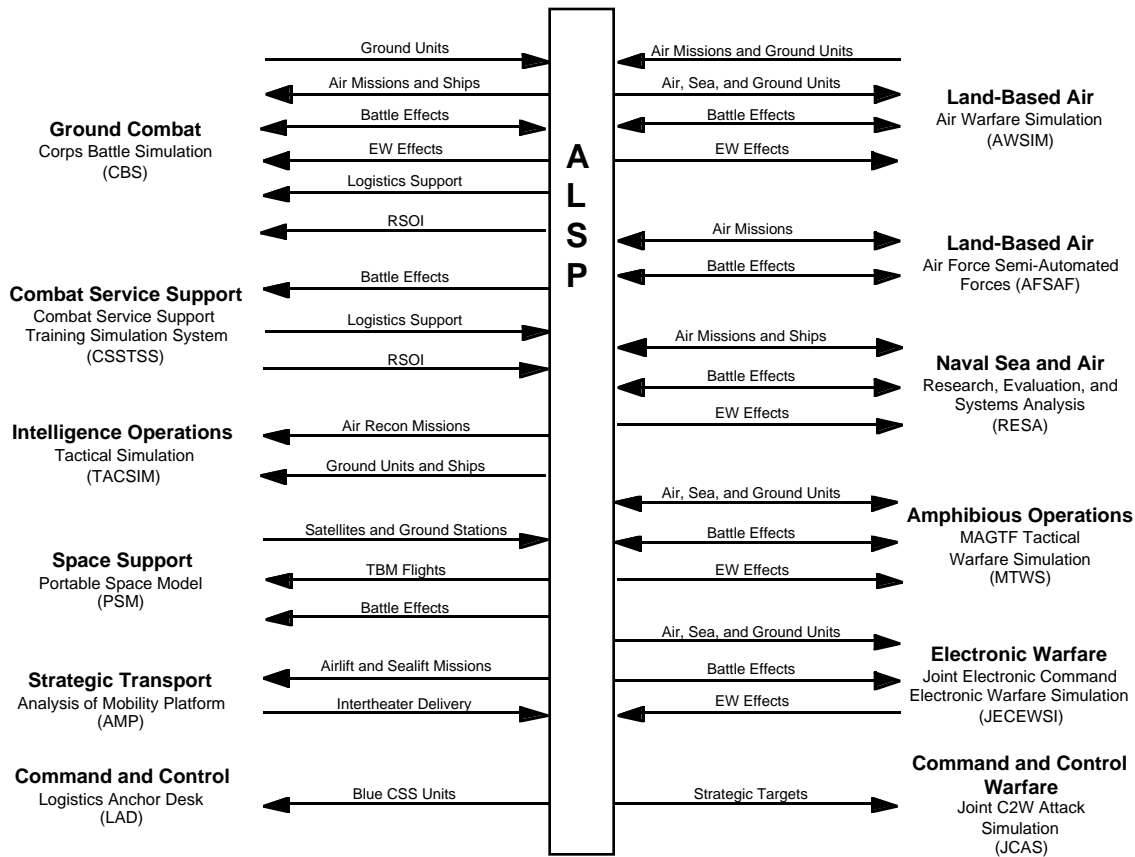 Ground Units
Air Missions and Ships
Battle Effects
EW Effects
Logistics Support
RSOI
Ground Combat
Corps Battle Simulation
(CBS)
Battle Effects
Logistics Support
RSOI
Combat Service Support
Combat Service Support
Training Simulation System
(CSSTSS)
Air Recon Missions
Ground Units and Ships
Intelligence Operations
Tactical Simulation
(TACSIM)
Satellites and Ground Stations
TBM Flights
Battle Effects
Space Support
Portable Space Model
(PSM)
Airlift and Sealift Missions
Intertheater Delivery
Strategic Transport
Analysis of Mobility Platform
(AMP)
Blue CSS Units
Command and Control
Logistics Anchor Desk
(LAD)
A
L
S
P
Air Missions and Ground Units
Air, Sea, and Ground Units
Battle Effects
EW Effects
Land-Based Air
Air Warfare Simulation
(AWSIM)
Air Missions
Battle Effects
Land-Based Air
Air Force Semi-Automated
Forces (AFSAF)
Air Missions and Ships
Battle Effects
EW Effects
Naval Sea and Air
Research, Evaluation, and
Systems Analysis
(RESA)
Air, Sea, and Ground Units
Battle Effects
EW Effects
Amphibious Operations
MAGTF Tactical
Warfare Simulation
(MTWS)
Air, Sea, and Ground Units
Battle Effects
EW Effects
Electronic Warfare
Joint Electronic Command
Electronic Warfare Simulation
(JECEWSI)
Strategic Targets
Command and Control
Warfare
Joint C2W Attack
Simulation
(JCAS)